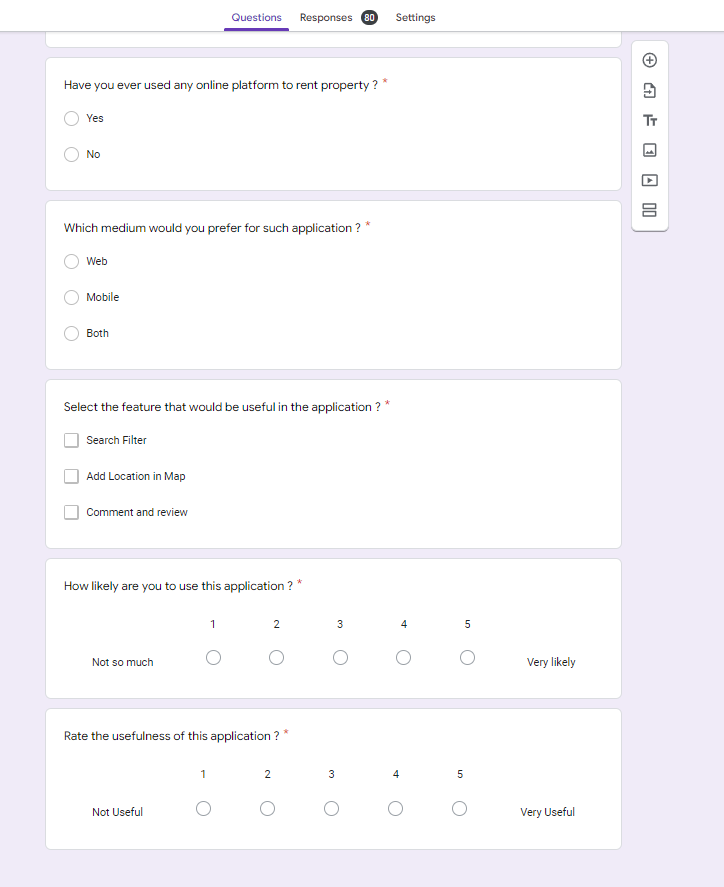 Questions Responses 80 Settings
Have you ever used any online platform to rent property ? *
Yes
No
Which medium would you prefer for such application ? *
Web
Mobile
Both
Select the feature that would be useful in the application ? *
Search Filter
Add Location in Map
Comment and review
How likely are you to use this application ? *
1 2 3 4 5
Not so much Very likely
Rate the usefulness of this application ? *
1 2 3 4 5
Not Useful Very Useful